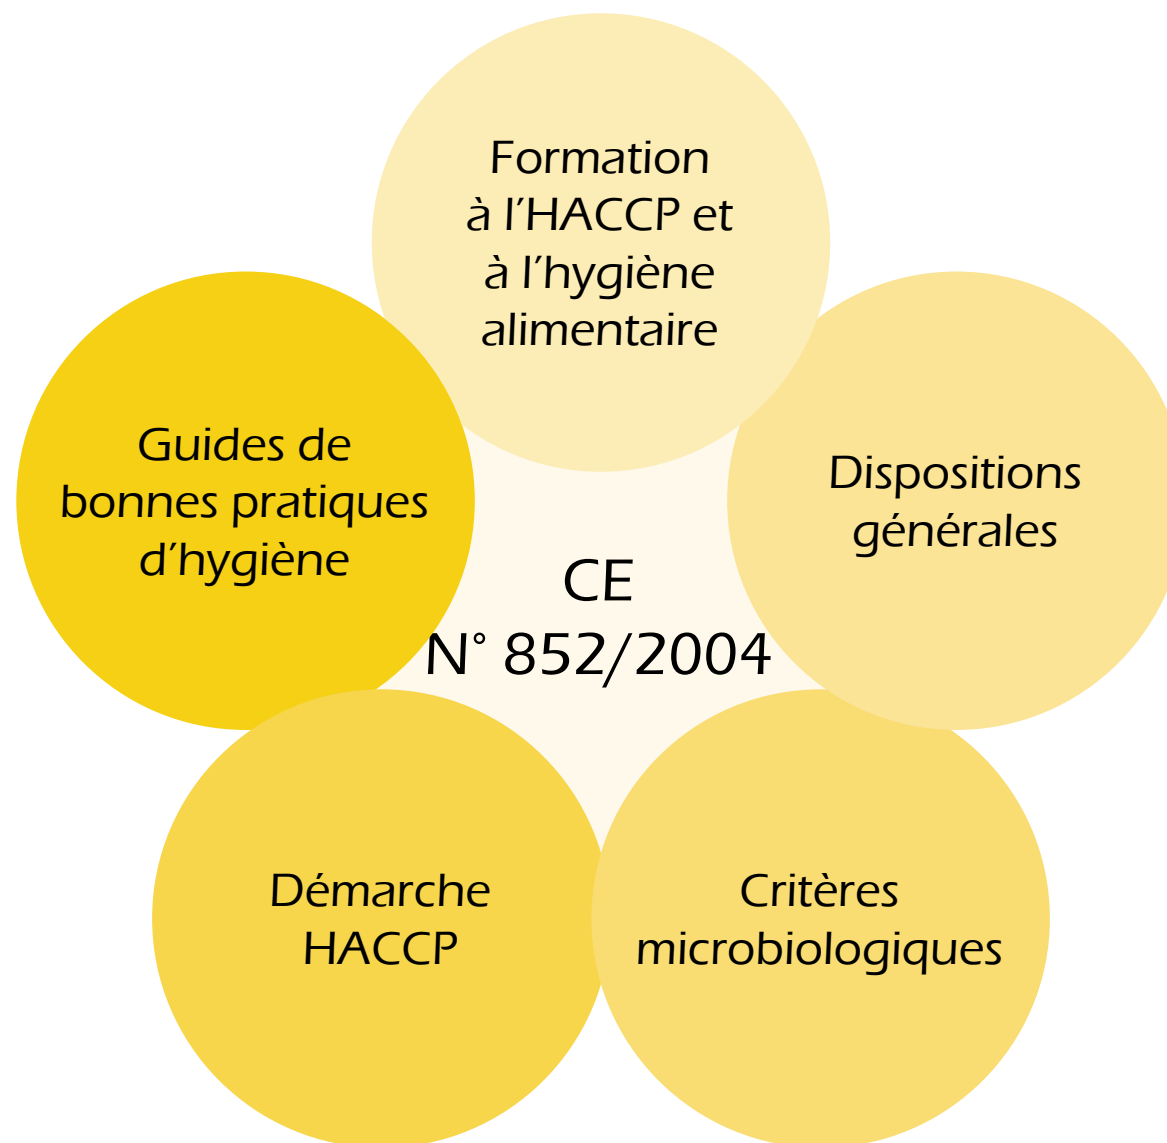 Formation
à l'HACCP et
à l'hygiène
alimentaire
Guides de
bonnes pratiques
d'hygiène
Dispositions
générales
CE
N° 852/2004
Démarche
HACCP
Critères
microbiologiques